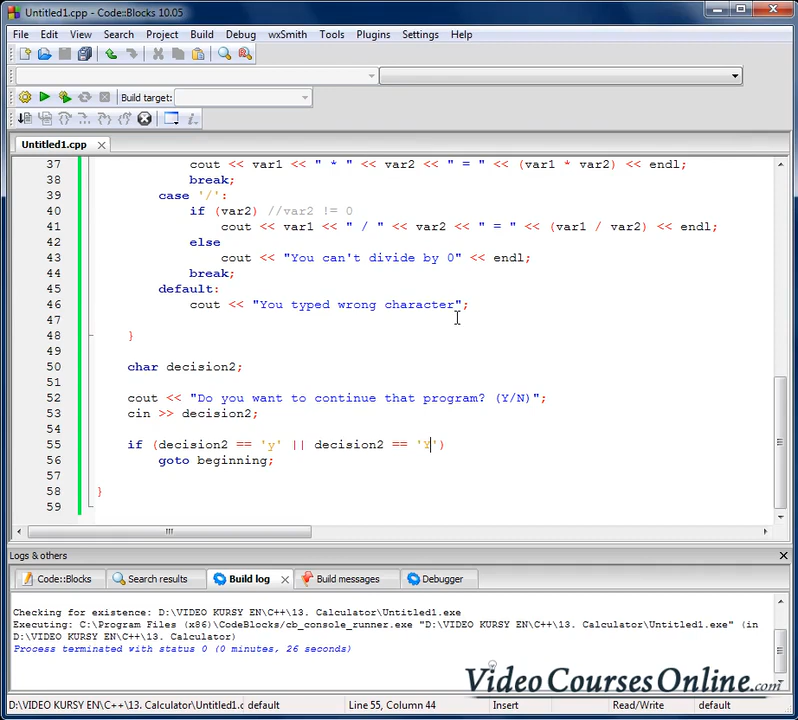 Untitled1.cpp - Code::Blocks 10.05
File Edit View Search Project Build Debug wxSmith Tools Plugins Settings Help
Build target:
Untitled1.cpp
37 cout << var1 << " * " << var2 << " = " << (var1 * var2) << endl;
38 break;
39 case '/':
40 if (var2) //var2 != 0
41 cout << var1 << " / " << var2 << " = " << (var1 / var2) << endl;
42 else
43 cout << "You can't divide by 0" << endl;
44 break;
45 default:
46 cout << "You typed wrong character";
47
48 }
49
50 char decision2;
51
52 cout << "Do you want to continue that program? (Y/N)";
53 cin >> decision2;
54
55 if (decision2 == 'y' || decision2 == 'Y')
56 goto beginning;
57
58 }
59
Logs & others
Code::Blocks Search results Build log Build messages Debugger
Checking for existence: D:\VIDEO KURSY EN\C++\13. Calculator\Untitled1.exe
Executing: C:\Program Files (x86)\CodeBlocks/cb_console_runner.exe "D:\VIDEO KURSY EN\C++\13. Calculator\Untitled1.exe" (in
D:\VIDEO KURSY EN\C++\13. Calculator)
Process terminated with status 0 (0 minutes, 26 seconds)
VideoCoursesOnline.com
D:\VIDEO KURSY EN\C++\13. Calculator\Untitled1.c default Line 55, Column 44 Insert Read/Write default